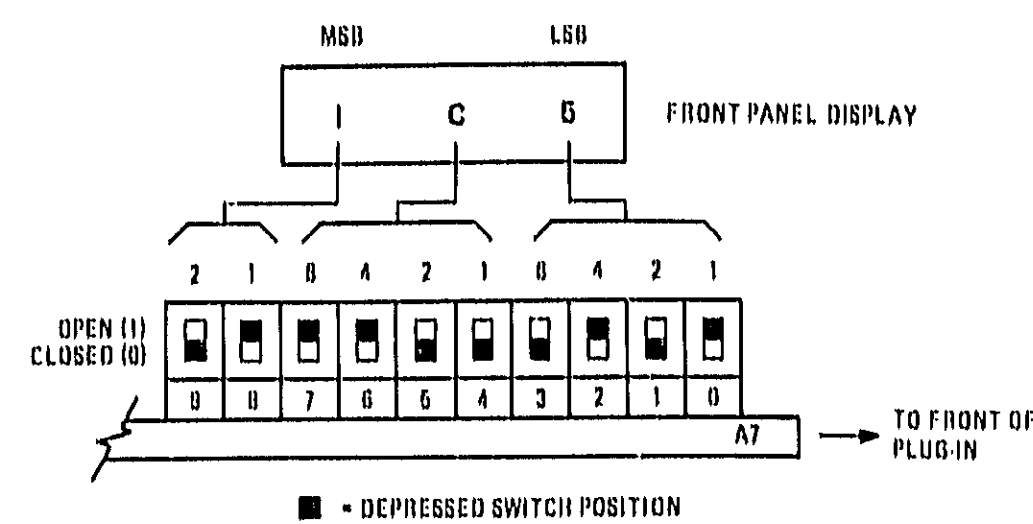 MSB LSB
1 C 5
FRONT PANEL DISPLAY
2 1 8 4 2 1 8 4 2 1
OPEN (1)
CLOSED (0)
9 8 7 6 5 4 3 2 1 0
A7
TO FRONT OF
PLUG-IN
= DEPRESSED SWITCH POSITION